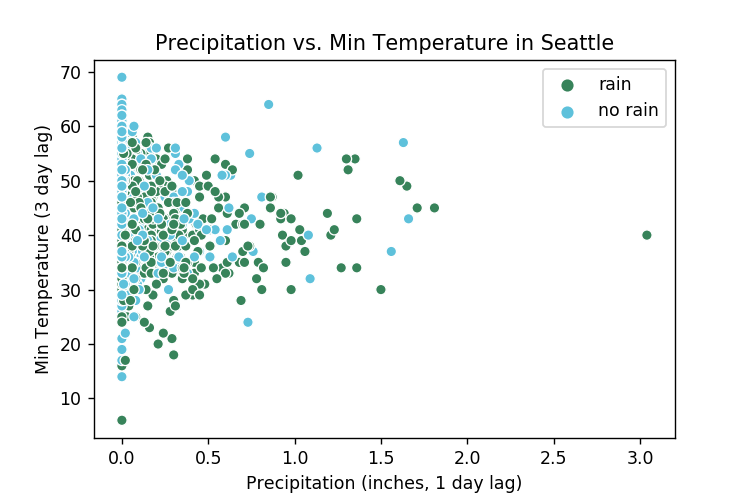 Precipitation vs. Min Temperature in Seattle
rain
no rain
70
60
50
40
30
20
10
Min Temperature (3 day lag)
0.0 0.5 1.0 1.5 2.0 2.5 3.0
Precipitation (inches, 1 day lag)